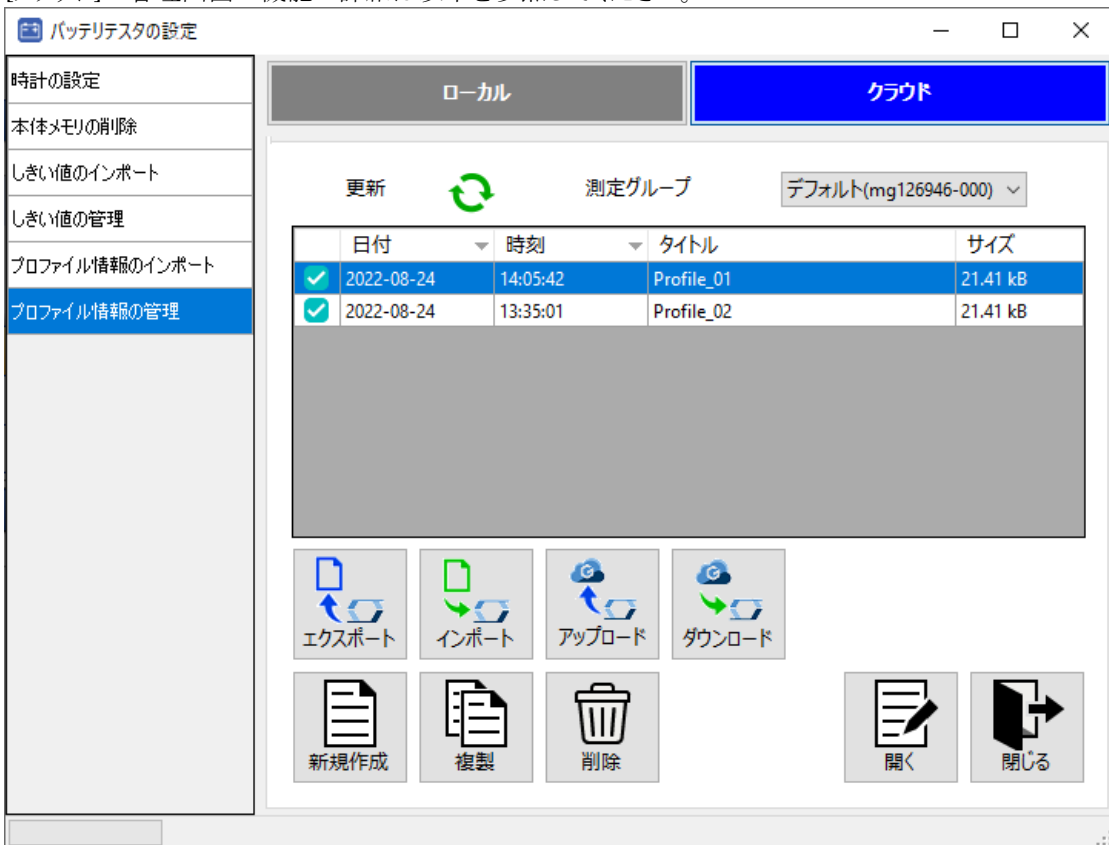 バッテリテスタの設定
時計の設定
本体メモリの削除
しきい値のインポート
しきい値の管理
プロファイル情報のインポート
プロファイル情報の管理
ローカル クラウド
更新 測定グループ デフォルト(mg126946-000)
日付 時刻 タイトル サイズ
2022-08-24 14:05:42 Profile_01 21.41 kB
2022-08-24 13:35:01 Profile_02 21.41 kB
エクスポート インポート アップロード ダウンロード
新規作成 複製 削除 開く 閉じる